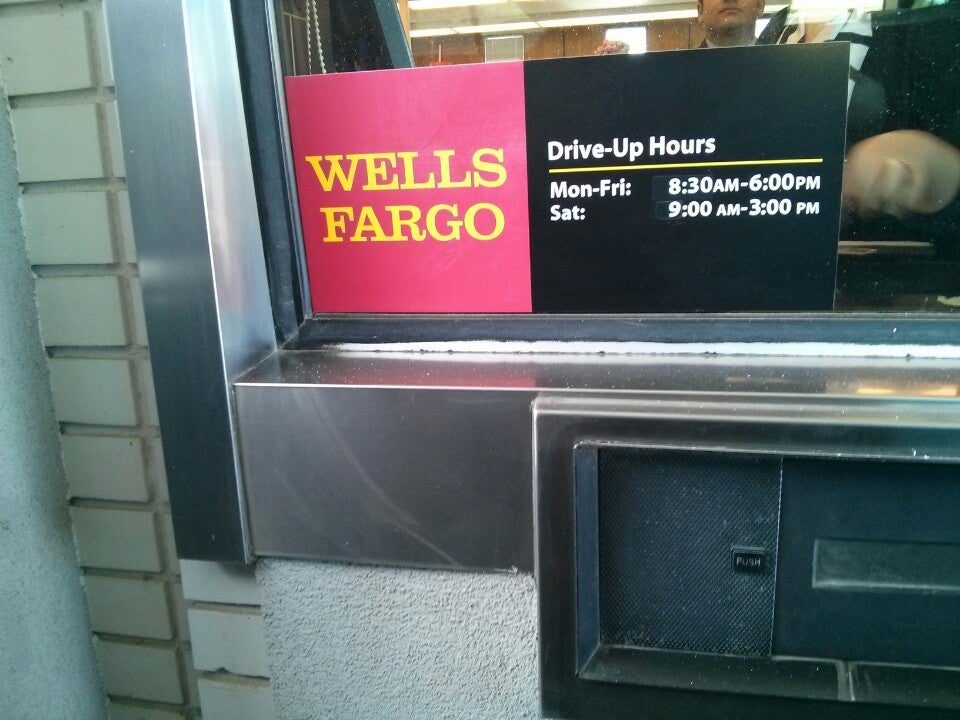 WELLS
FARGO
Drive-Up Hours
Mon-Fri: 8:30AM-6:00PM
Sat: 9:00 AM-3:00 PM
PUSH